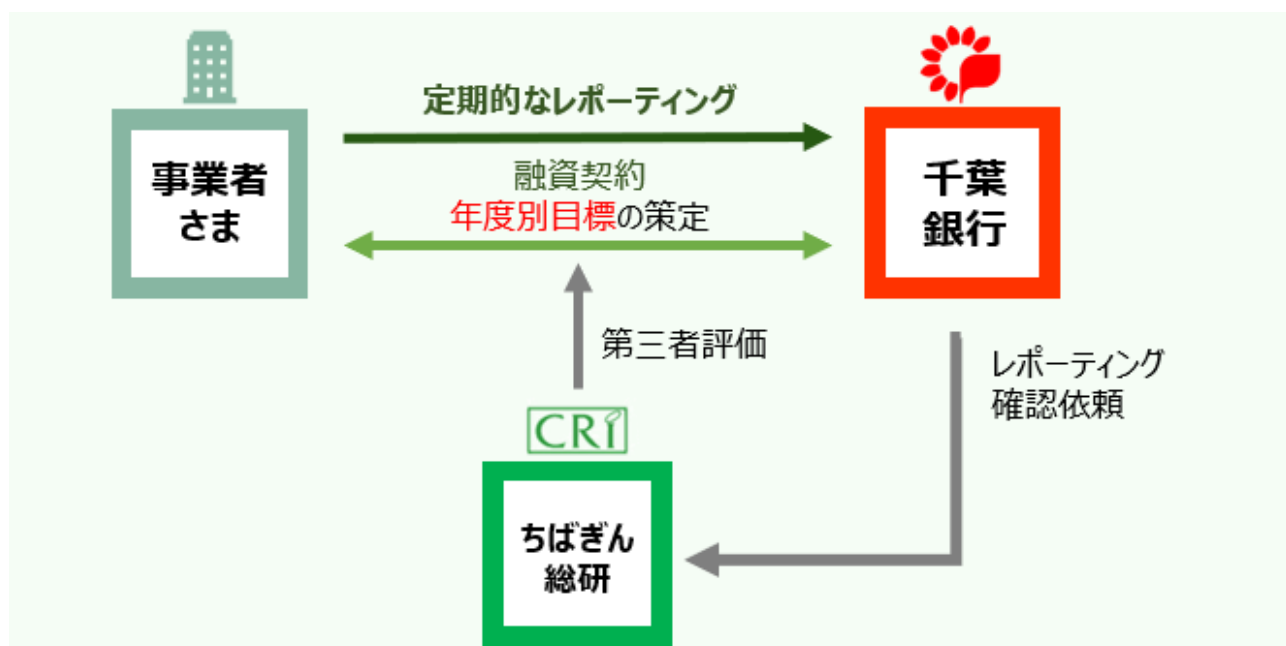 定期的なレポーティング
事業者
さま
融資契約
年度別目標の策定
千葉
銀行
第三者評価
レポーティング
確認依頼
CRI
ちばぎん
総研